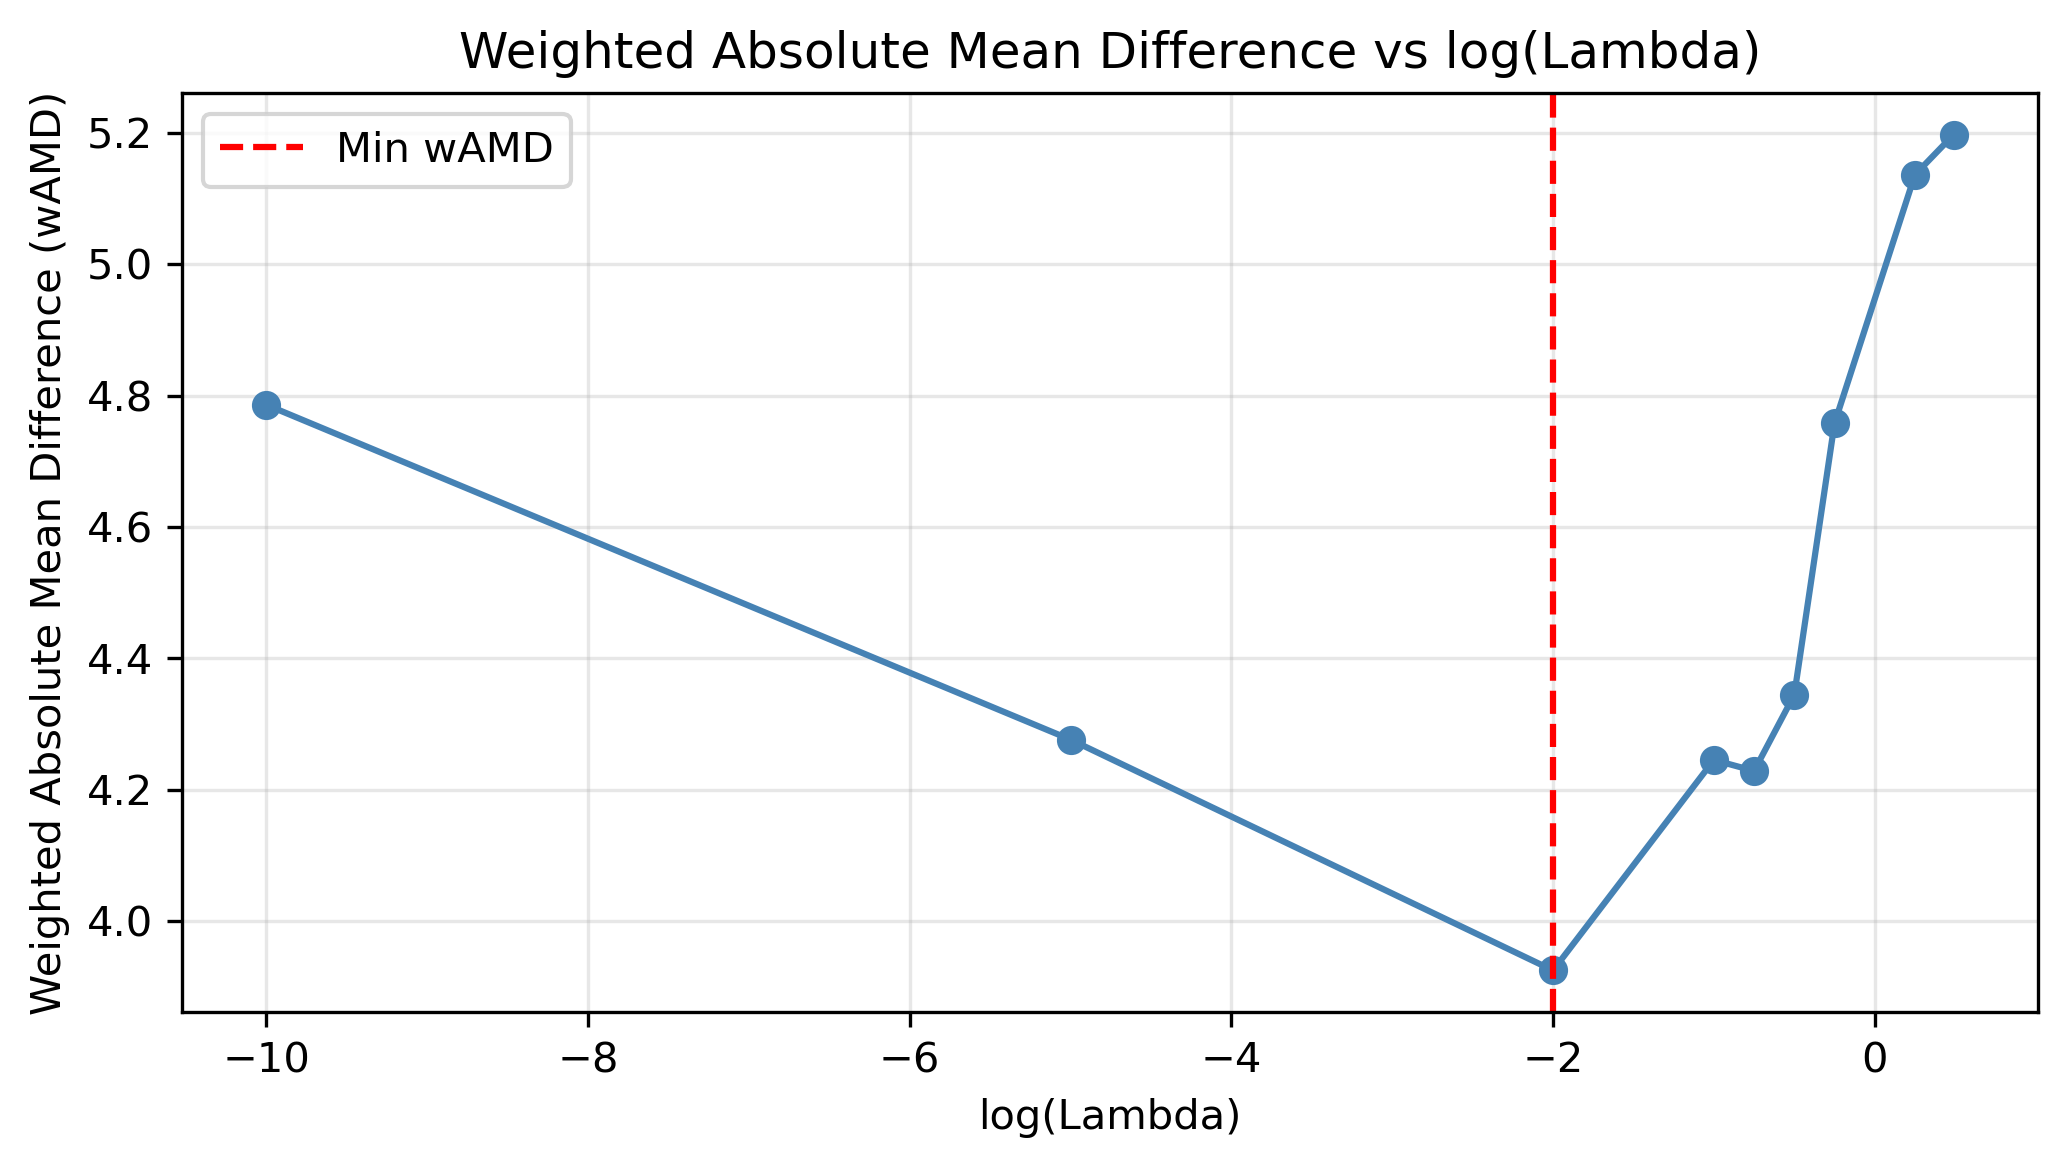 Weighted Absolute Mean Difference vs log(Lambda)
Min wAMD
Weighted Absolute Mean Difference (wAMD)
5.2
5.0
4.8
4.6
4.4
4.2
4.0
−10 −8 −6 −4 −2 0
log(Lambda)